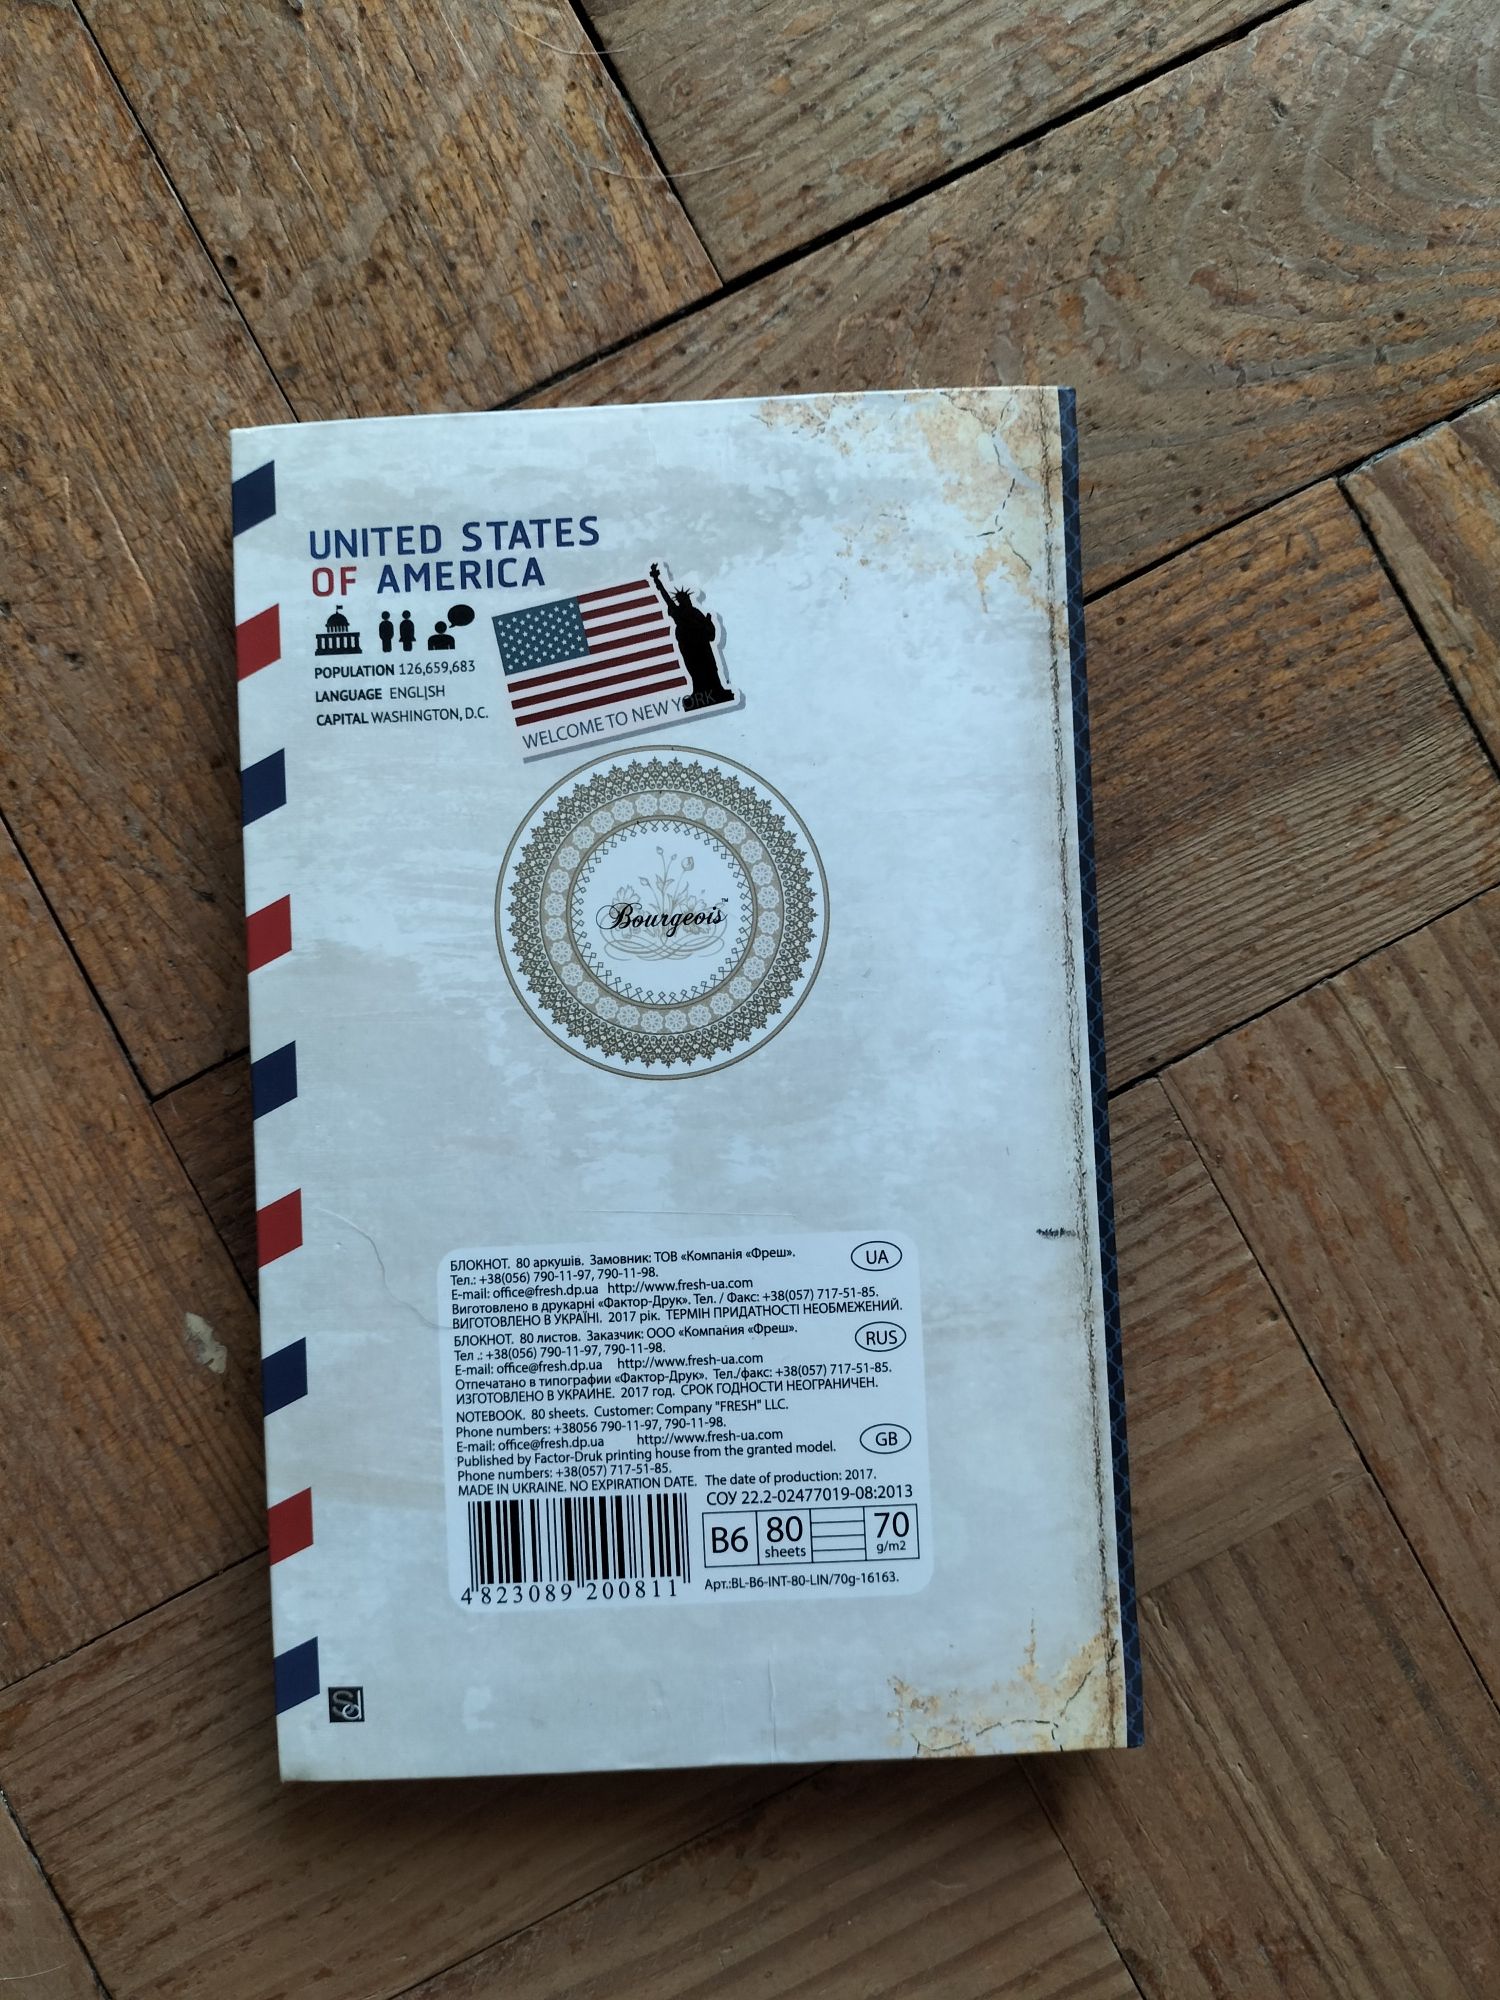 UNITED STATES
OF AMERICA
POPULATION 126,659,683
LANGUAGE ENGLISH
CAPITAL WASHINGTON, D.C.
WELCOME TO NEW YORK
Bourgeois™
БЛОКНОТ. 80 аркушів. Замовник: ТОВ «Компанія «Фреш».
Тел.: +38(056) 790-11-97, 790-11-98.
E-mail: office@fresh.dp.ua http://www.fresh-ua.com
Виготовлено в друкарні «Фактор-Друк». Тел. / Факс: +38(057) 717-51-85.
ВИГОТОВЛЕНО В УКРАЇНІ. 2017 рік. ТЕРМІН ПРИДАТНОСТІ НЕОБМЕЖЕНИЙ.
UA
БЛОКНОТ. 80 листов. Заказчик: ООО «Компания «Фреш».
Тел .: +38(056) 790-11-97, 790-11-98.
E-mail: office@fresh.dp.ua http://www.fresh-ua.com
Отпечатано в типографии «Фактор-Друк». Тел./факс: +38(057) 717-51-85.
ИЗГОТОВЛЕНО В УКРАИНЕ. 2017 год. СРОК ГОДНОСТИ НЕОГРАНИЧЕН.
RUS
NOTEBOOK. 80 sheets. Customer: Company "FRESH" LLC.
Phone numbers: +38056 790-11-97, 790-11-98.
E-mail: office@fresh.dp.ua http://www.fresh-ua.com
Published by Factor-Druk printing house from the granted model.
Phone numbers: +38(057) 717-51-85.
MADE IN UKRAINE. NO EXPIRATION DATE. The date of production: 2017.
GB
СОУ 22.2-02477019-08:2013
B6 80 sheets 70 g/m2
4 823089 200811
Арт.:BL-B6-INT-80-LIN/70g-16163.
Sd